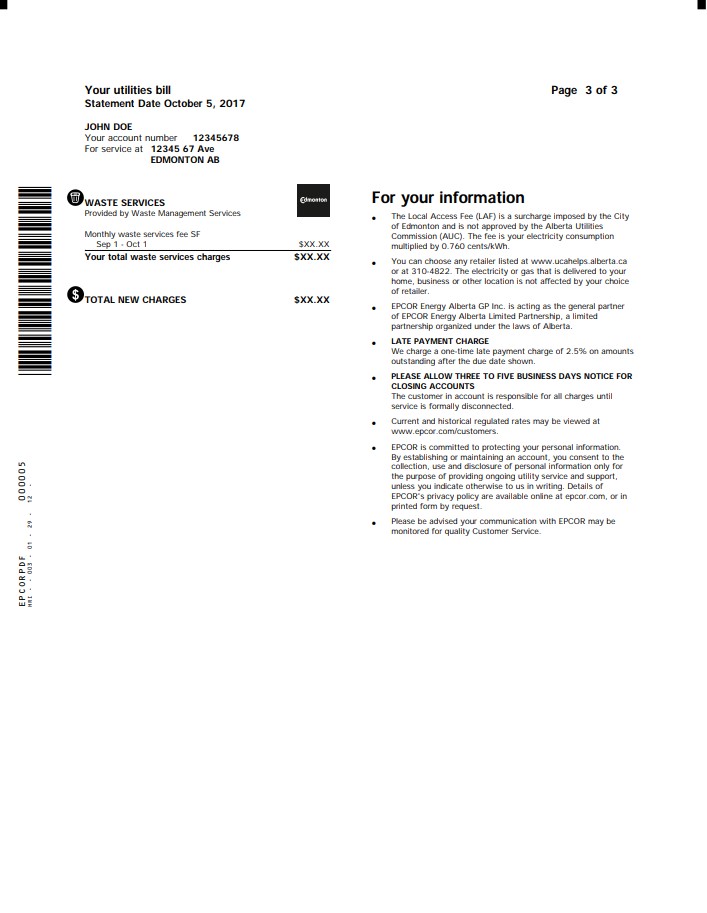 Your utilities bill
Statement Date October 5, 2017
Page 3 of 3
JOHN DOE
Your account number 12345678
For service at 12345 67 Ave
EDMONTON AB
WASTE SERVICES
Provided by Waste Management Services
Edmonton
Monthly waste services fee SF
Sep 1 - Oct 1 $XX.XX
Your total waste services charges $XX.XX
$
TOTAL NEW CHARGES $XX.XX
For your information
• The Local Access Fee (LAF) is a surcharge imposed by the City
of Edmonton and is not approved by the Alberta Utilities
Commission (AUC). The fee is your electricity consumption
multiplied by 0.760 cents/kWh.
• You can choose any retailer listed at www.ucahelps.alberta.ca
or at 310-4822. The electricity or gas that is delivered to your
home, business or other location is not affected by your choice
of retailer.
• EPCOR Energy Alberta GP Inc. is acting as the general partner
of EPCOR Energy Alberta Limited Partnership, a limited
partnership organized under the laws of Alberta.
• LATE PAYMENT CHARGE
We charge a one-time late payment charge of 2.5% on amounts
outstanding after the due date shown.
• PLEASE ALLOW THREE TO FIVE BUSINESS DAYS NOTICE FOR
CLOSING ACCOUNTS
The customer in account is responsible for all charges until
service is formally disconnected.
• Current and historical regulated rates may be viewed at
www.epcor.com/customers.
• EPCOR is committed to protecting your personal information.
By establishing or maintaining an account, you consent to the
collection, use and disclosure of personal information only for
the purpose of providing ongoing utility service and support,
unless you indicate otherwise to us in writing. Details of
EPCOR's privacy policy are available online at epcor.com, or in
printed form by request.
• Please be advised your communication with EPCOR may be
monitored for quality Customer Service.
EPCORPDF 000005
HRI - - 003 - 01 - 29 - 12 -